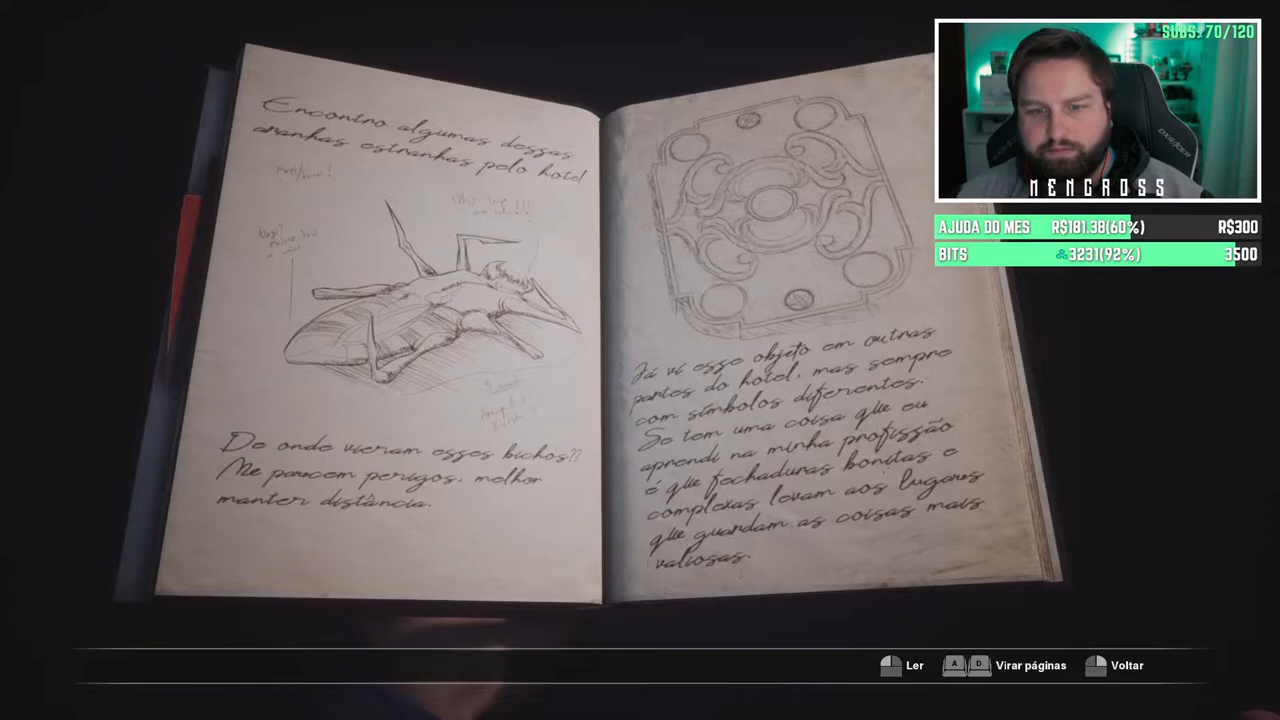 Encontro algumas dessas
aranhas estranhas pelo hotel
De onde vieram esses bichos??
Me parecem perigos, melhor
manter distância.
Já vi esse objeto em outras
partes do hotel, mas sempre
com símbolos diferentes.
Se tem uma coisa que eu
aprendi na minha profissão
é que fechaduras bonitas e
complexas levam aos lugares
que guardam as coisas mais
valiosas.
SUBS: 70/120
DXRACER
MENCROSS
AJUDA DO MES R$181.38(60%) R$300
BITS 3231(92%) 3500
Ler A D Virar páginas Voltar